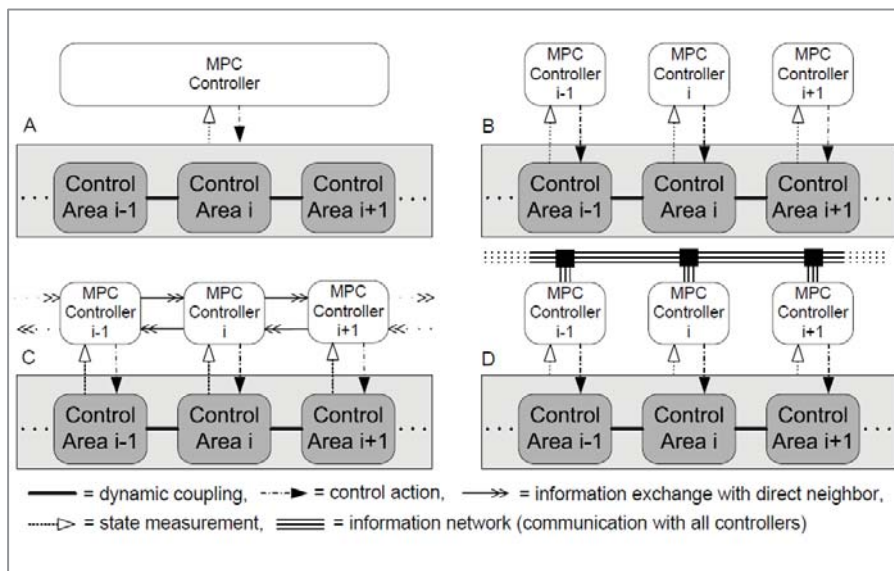 MPC
Controller
A
. . .
Control
Area i-1
Control
Area i
Control
Area i+1
. . .
MPC
Controller
i-1
MPC
Controller
i
MPC
Controller
i+1
B
. . .
Control
Area i-1
Control
Area i
Control
Area i+1
. . .
MPC
Controller
i-1
MPC
Controller
i
MPC
Controller
i+1
C
. . .
Control
Area i-1
Control
Area i
Control
Area i+1
. . .
MPC
Controller
i-1
MPC
Controller
i
MPC
Controller
i+1
D
. . .
Control
Area i-1
Control
Area i
Control
Area i+1
. . .
= dynamic coupling, = control action, = information exchange with direct neighbor,
= state measurement, = information network (communication with all controllers)